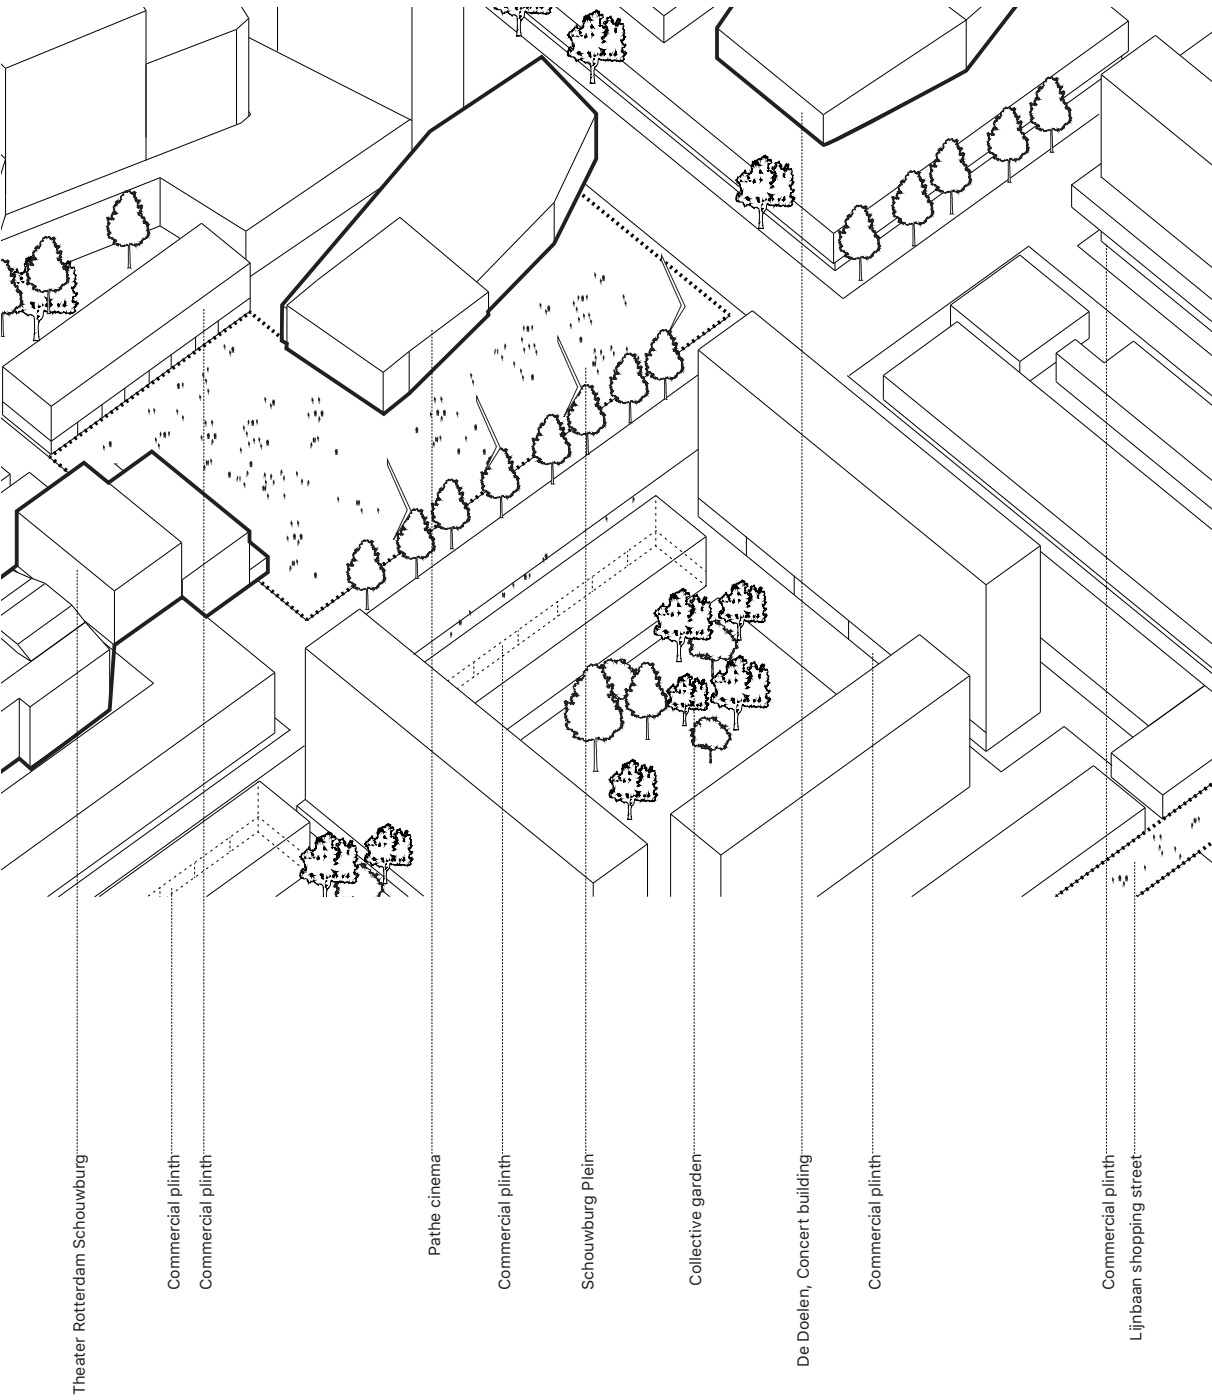 Theater Rotterdam Schouwburg
Commercial plinth
Commercial plinth
Pathe cinema
Commercial plinth
Schouwburg Plein
Collective garden
De Doelen, Concert building
Commercial plinth
Commercial plinth
Lijnbaan shopping street